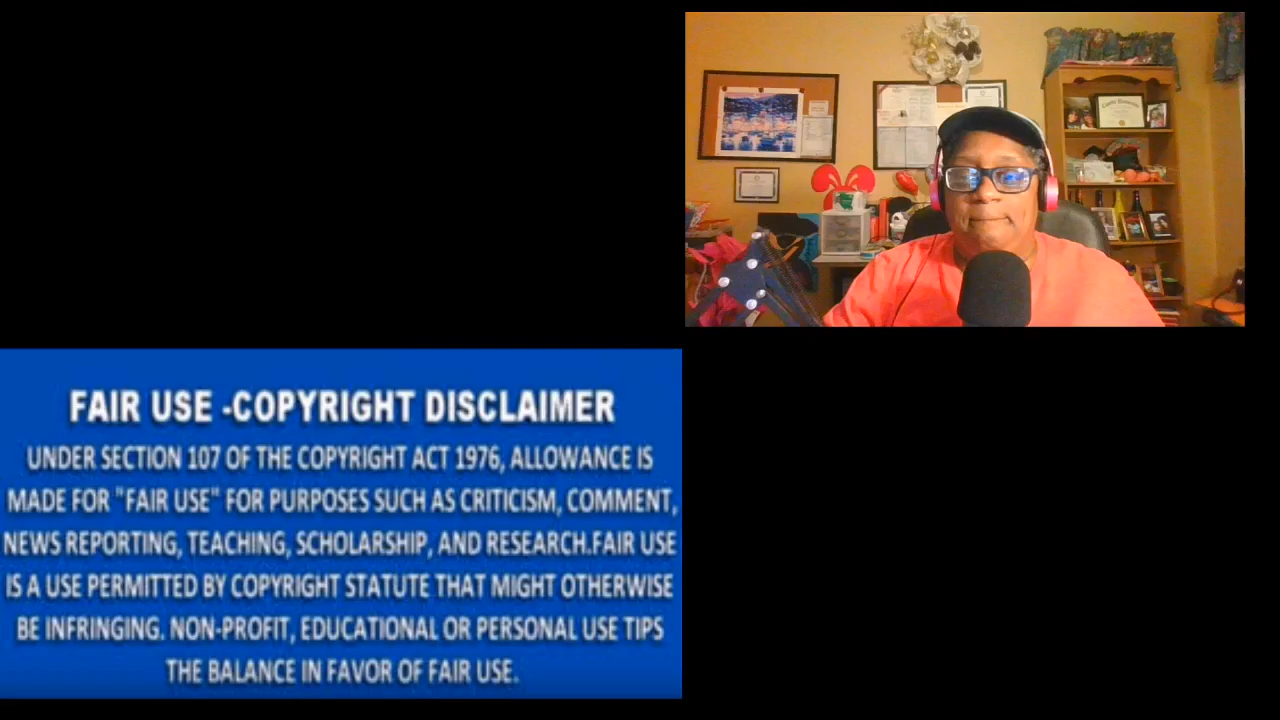 FAIR USE -COPYRIGHT DISCLAIMER
UNDER SECTION 107 OF THE COPYRIGHT ACT 1976, ALLOWANCE IS
MADE FOR "FAIR USE" FOR PURPOSES SUCH AS CRITICISM, COMMENT,
NEWS REPORTING, TEACHING, SCHOLARSHIP, AND RESEARCH.FAIR USE
IS A USE PERMITTED BY COPYRIGHT STATUTE THAT MIGHT OTHERWISE
BE INFRINGING. NON-PROFIT, EDUCATIONAL OR PERSONAL USE TIPS
THE BALANCE IN FAVOR OF FAIR USE.